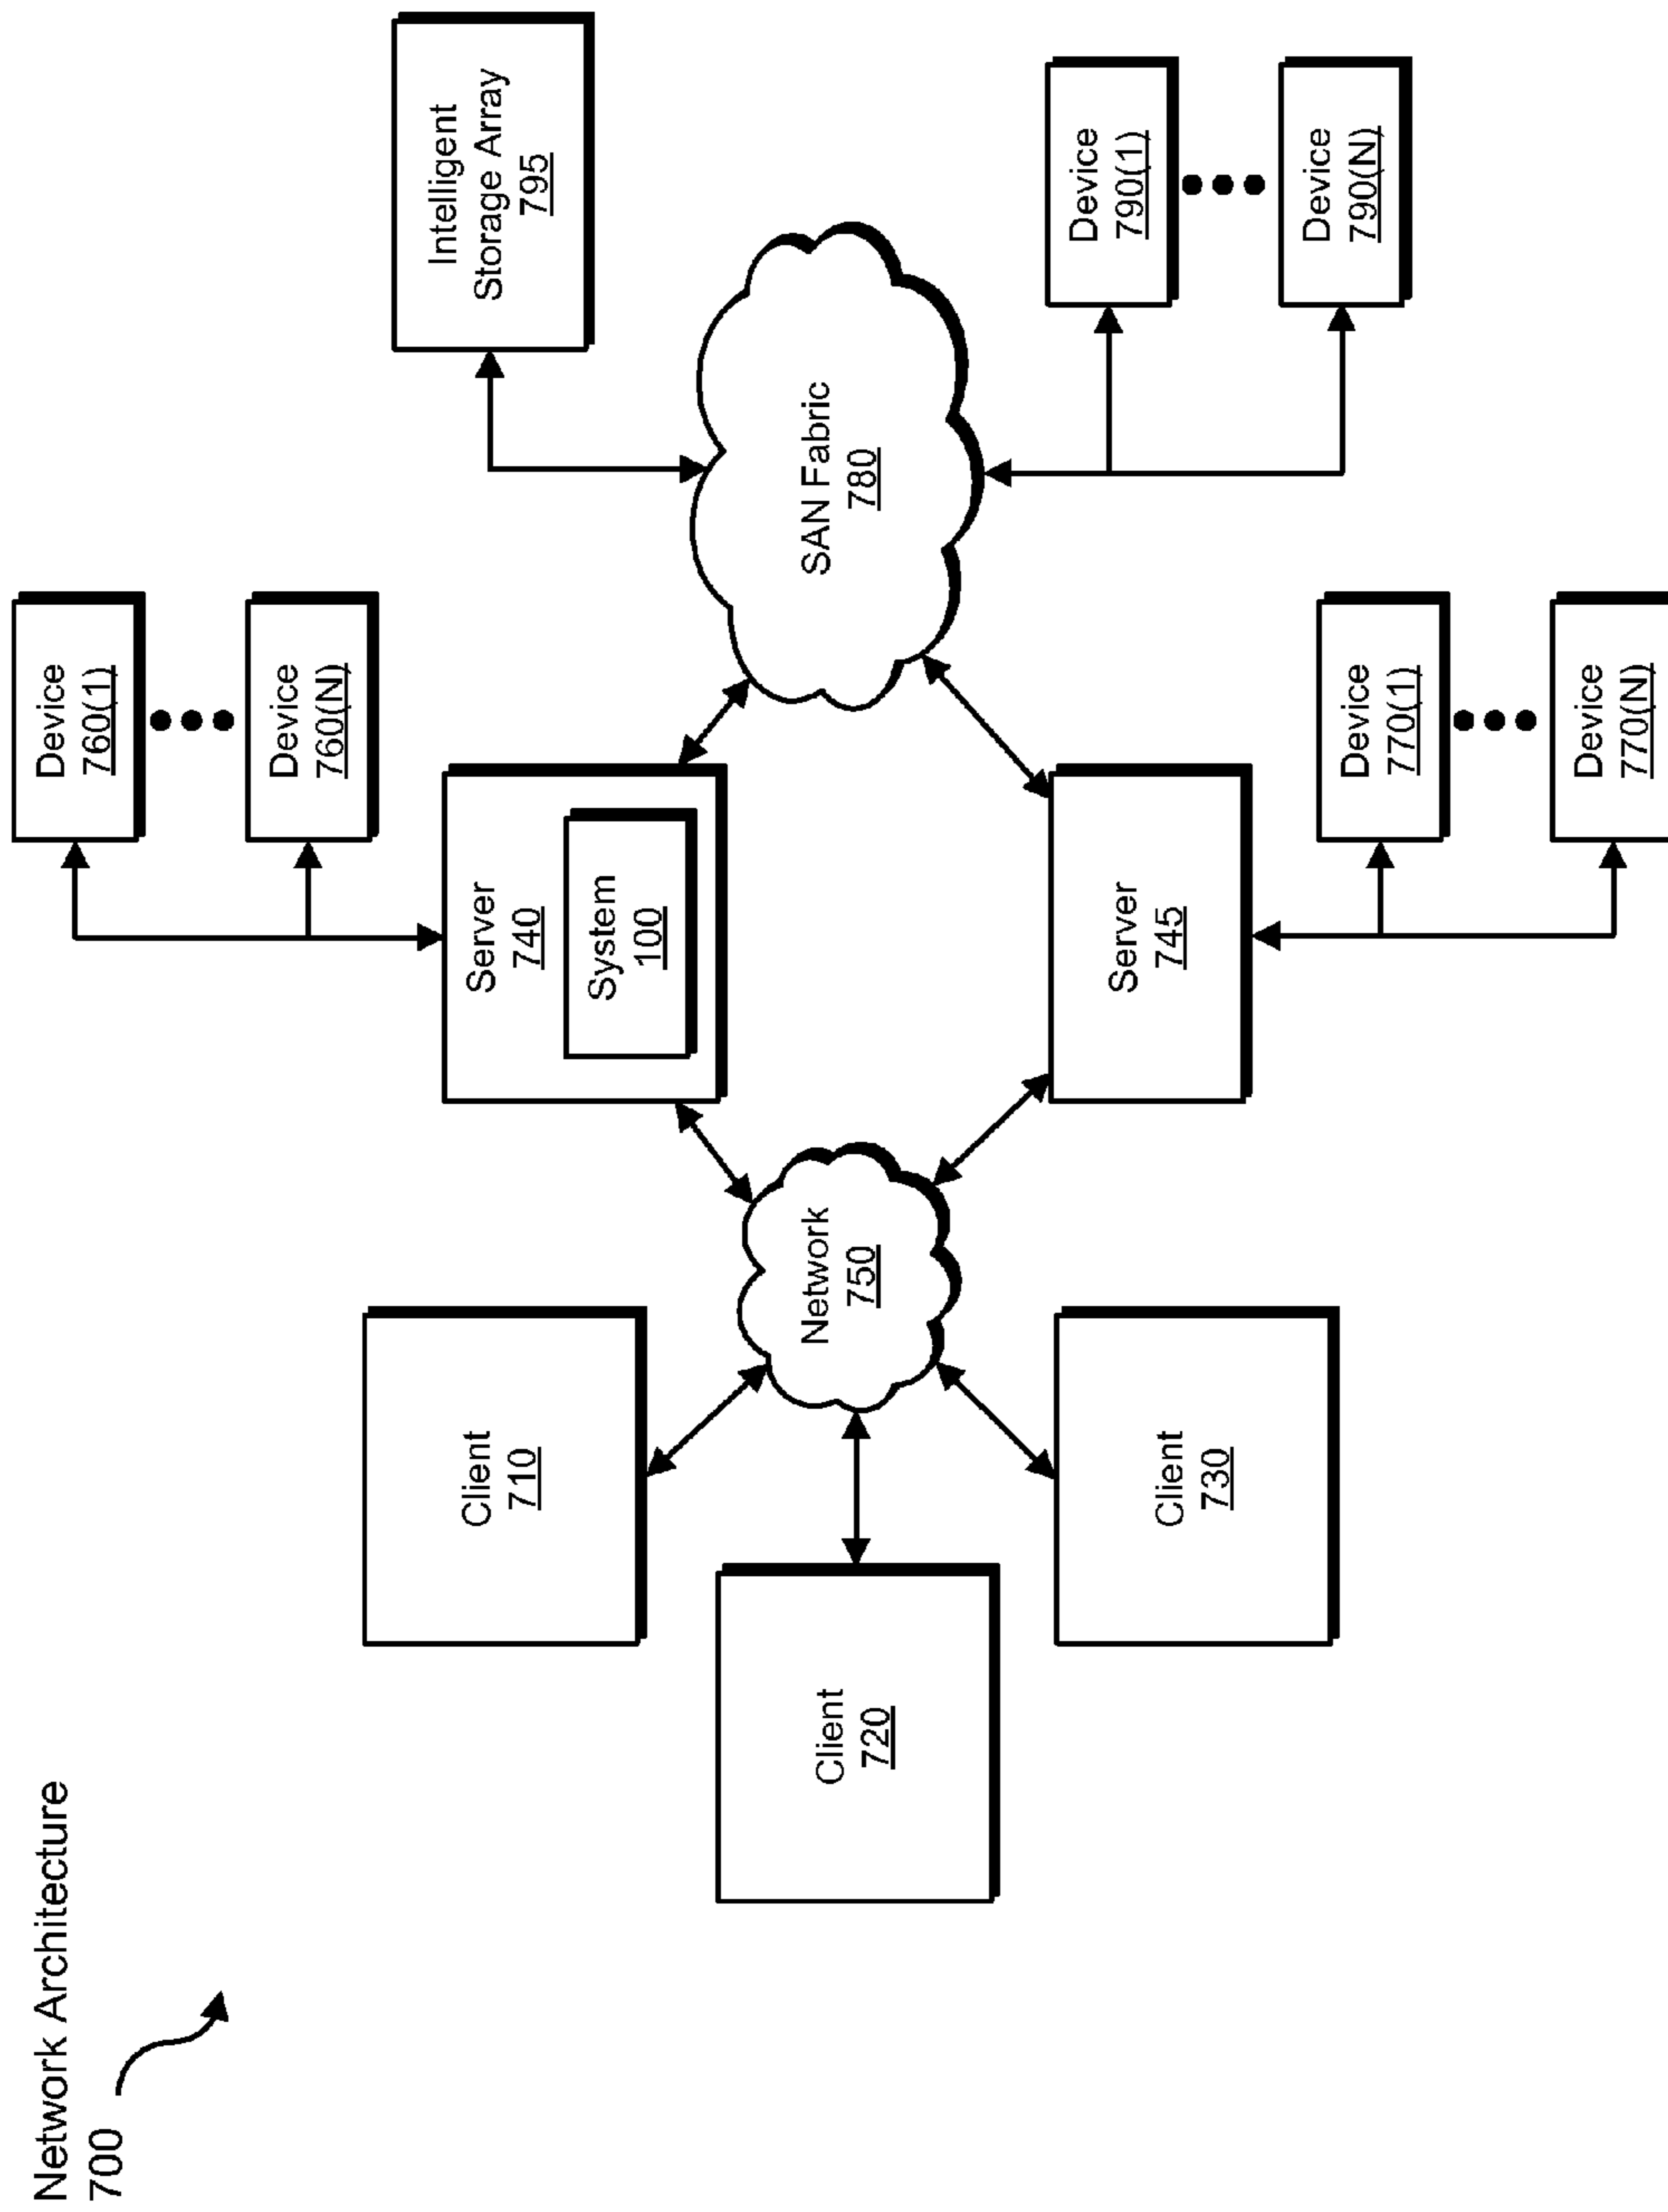 Network Architecture
700
Client
710
Client
720
Client
730
Network
750
Server
740
System
100
Server
745
Device
760(1)
Device
760(N)
Device
770(1)
Device
770(N)
SAN Fabric
780
Intelligent
Storage Array
795
Device
790(1)
Device
790(N)